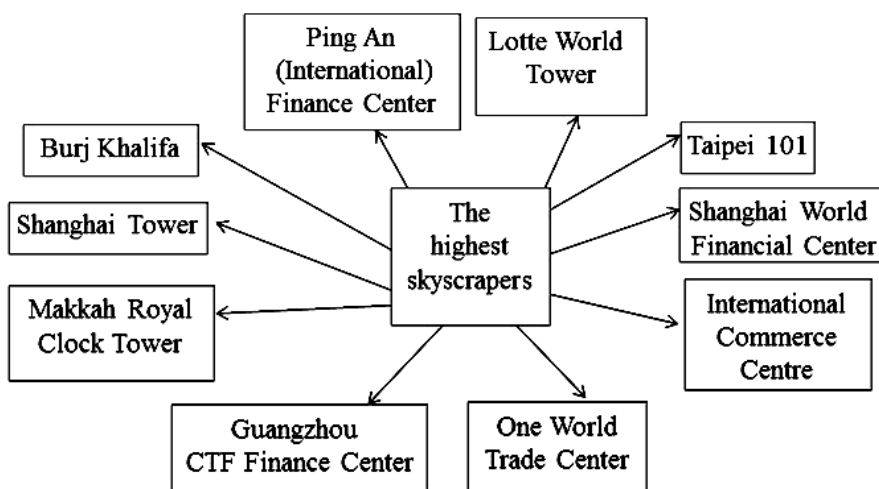 Ping An
(International)
Finance Center
Lotte World
Tower
Burj Khalifa
Taipei 101
Shanghai Tower
The
highest
skyscrapers
Shanghai World
Financial Center
Makkah Royal
Clock Tower
International
Commerce
Centre
Guangzhou
CTF Finance Center
One World
Trade Center